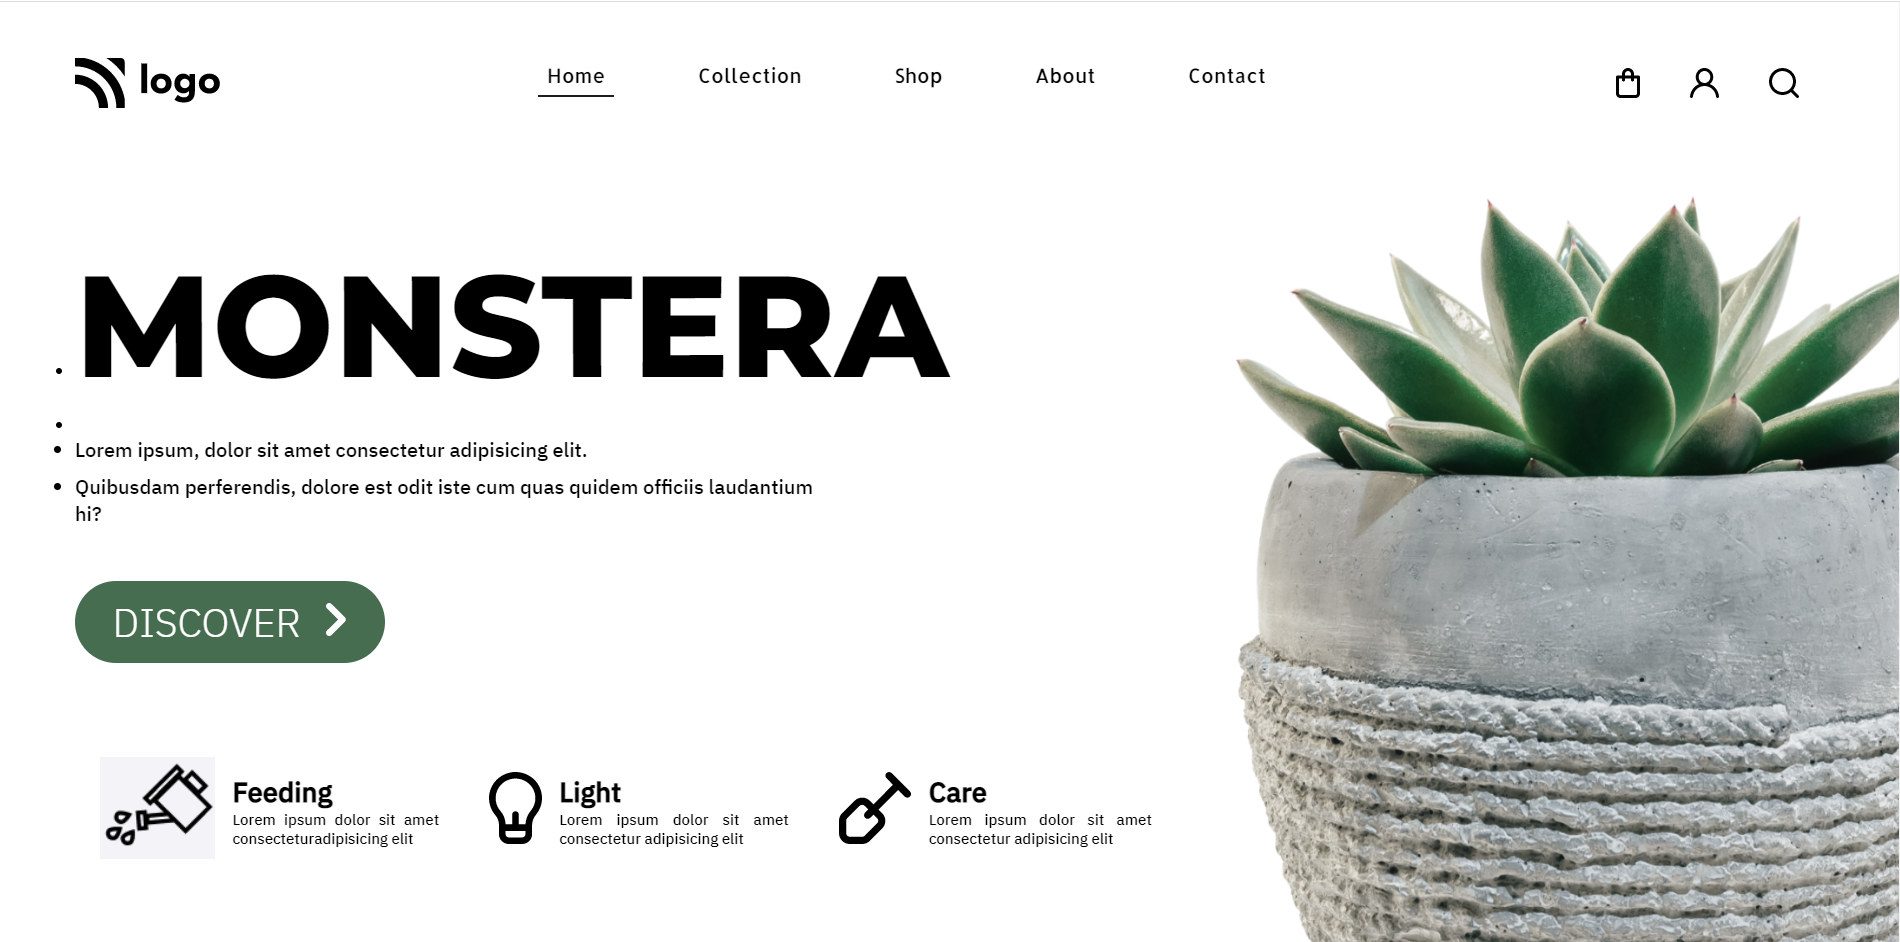 logo
Home Collection Shop About Contact
MONSTERA
Lorem ipsum, dolor sit amet consectetur adipisicing elit.
Quibusdam perferendis, dolore est odit iste cum quas quidem officiis laudantium
hi?
DISCOVER
Feeding
Lorem ipsum dolor sit amet
consecteturadipisicing elit
Light
Lorem ipsum dolor sit amet
consectetur adipisicing elit
Care
Lorem ipsum dolor sit amet
consectetur adipisicing elit